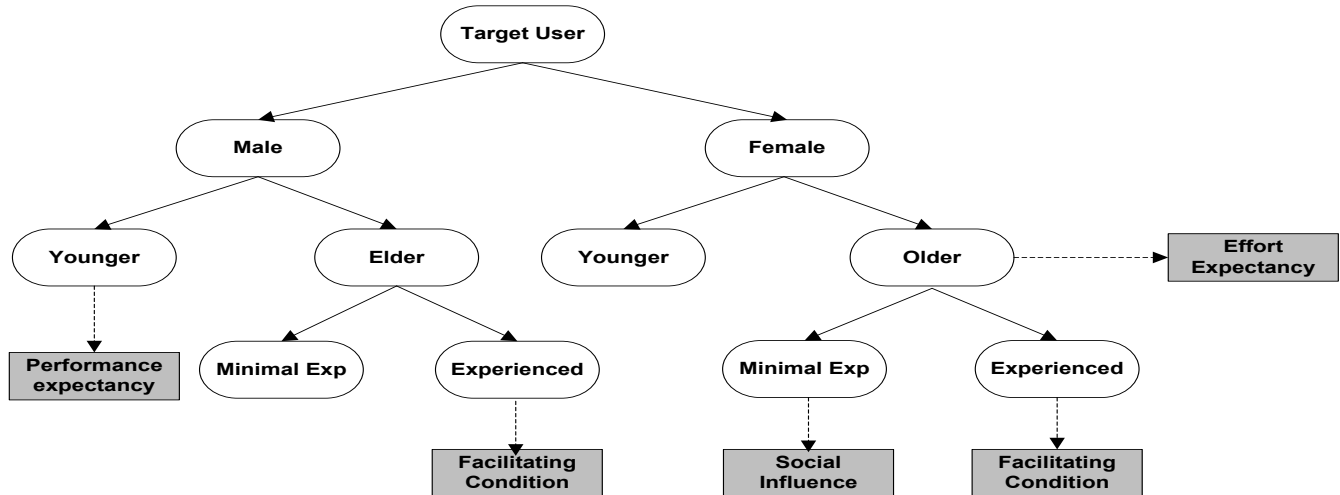 Target User
Male
Female
Younger
Elder
Younger
Older
Effort
Expectancy
Performance
expectancy
Minimal Exp
Experienced
Minimal Exp
Experienced
Facilitating
Condition
Social
Influence
Facilitating
Condition